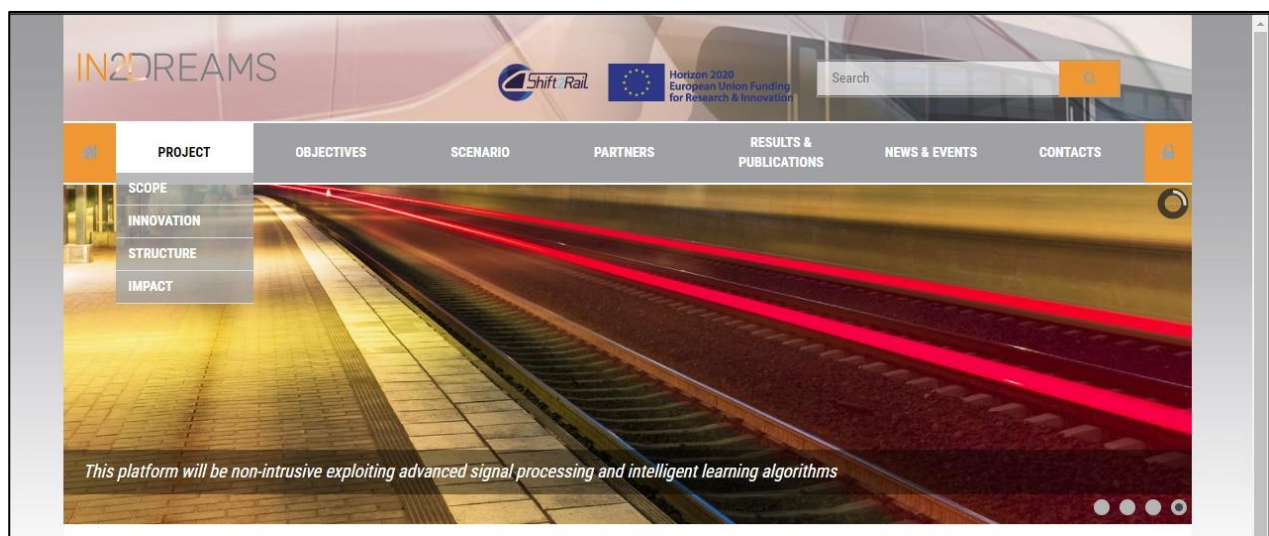 IN2DREAMS
Shift2Rail
Horizon 2020
European Union Funding
for Research & Innovation
Search
PROJECT
OBJECTIVES
SCENARIO
PARTNERS
RESULTS &
PUBLICATIONS
NEWS & EVENTS
CONTACTS
SCOPE
INNOVATION
STRUCTURE
IMPACT
This platform will be non-intrusive exploiting advanced signal processing and intelligent learning algorithms